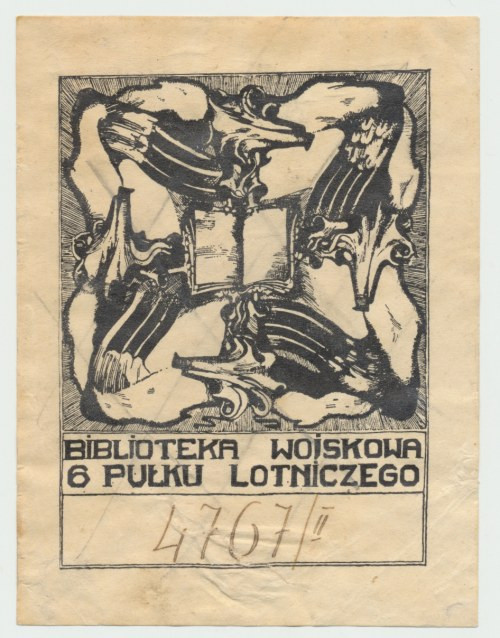 BIBLIOTEKA WOJSKOWA
6 PUŁKU LOTNICZEGO
4767/II